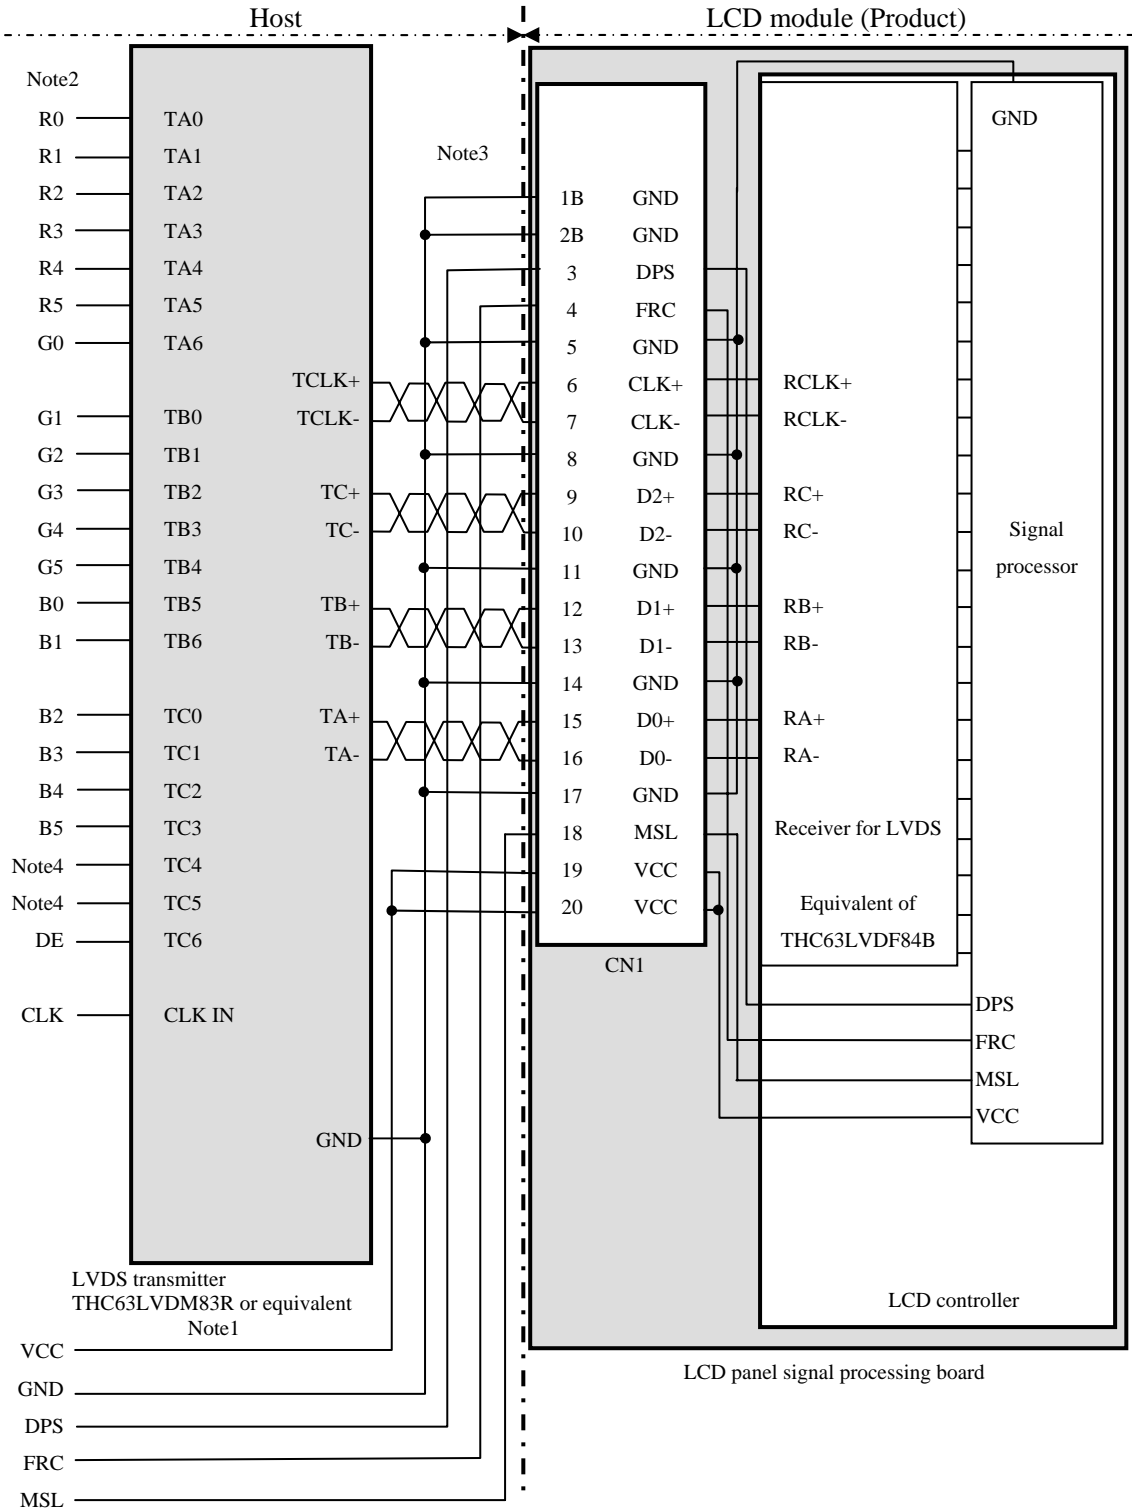 Host
LCD module (Product)
Note2
R0 TA0
R1 TA1
R2 TA2
R3 TA3
R4 TA4
R5 TA5
G0 TA6
TCLK+
G1 TB0 TCLK-
G2 TB1
G3 TB2 TC+
G4 TB3 TC-
G5 TB4
B0 TB5 TB+
B1 TB6 TB-
B2 TC0 TA+
B3 TC1 TA-
B4 TC2
B5 TC3
Note4 TC4
Note4 TC5
DE TC6
CLK CLK IN
GND
LVDS transmitter
THC63LVDM83R or equivalent
Note1
VCC
GND
DPS
FRC
MSL
Note3
1B GND
2B GND
3 DPS
4 FRC
5 GND
6 CLK+
7 CLK-
8 GND
9 D2+
10 D2-
11 GND
12 D1+
13 D1-
14 GND
15 D0+
16 D0-
17 GND
18 MSL
19 VCC
20 VCC
CN1
RCLK+
RCLK-
RC+
RC-
RB+
RB-
RA+
RA-
Receiver for LVDS
Equivalent of
THC63LVDF84B
GND
Signal
processor
DPS
FRC
MSL
VCC
LCD controller
LCD panel signal processing board